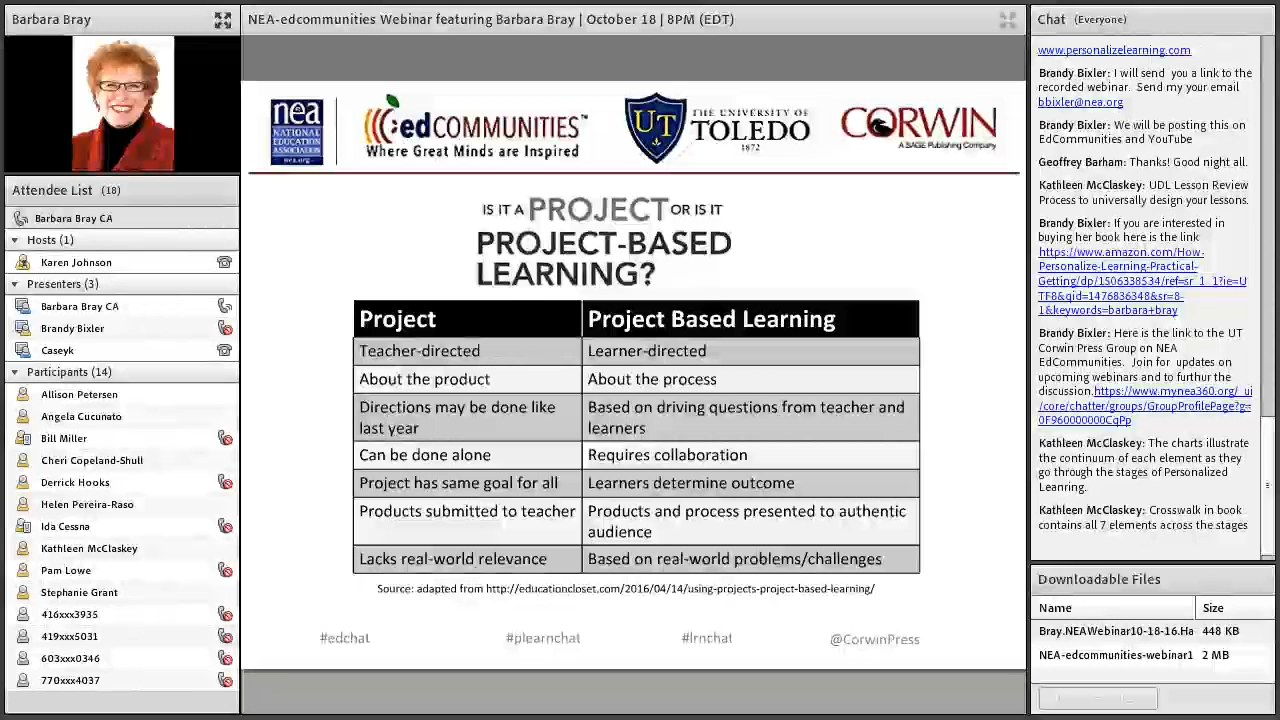 Barbara Bray
NEA-edcommunities Webinar featuring Barbara Bray | October 18 | 8PM (EDT)
Attendee List (18)
Barbara Bray CA
Hosts (1)
Karen Johnson
Presenters (3)
Barbara Bray CA
Brandy Bixler
Caseyk
Participants (14)
Allison Petersen
Angela Cucunato
Bill Miller
Cheri Copeland-Shull
Derrick Hooks
Helen Pereira-Raso
Ida Cessna
Kathleen McClaskey
Pam Lowe
Stephanie Grant
416xxx3935
419xxx5031
603xxx0346
770xxx4037
nea
NATIONAL
EDUCATION
ASSOCIATION
nea.org
edCOMMUNITIES™
Where Great Minds are Inspired
UT
THE UNIVERSITY OF
TOLEDO
1872
CORWIN
A SAGE Publishing Company
IS IT A PROJECT OR IS IT
PROJECT-BASED
LEARNING?
Project Project Based Learning
Teacher-directed Learner-directed
About the product About the process
Directions may be done like
last year
Based on driving questions from teacher and
learners
Can be done alone Requires collaboration
Project has same goal for all Learners determine outcome
Products submitted to teacher
Products and process presented to authentic
audience
Lacks real-world relevance Based on real-world problems/challenges
Source: adapted from http://educationcloset.com/2016/04/14/using-projects-project-based-learning/
#edchat #plearnchat #lrnchat @CorwinPress
Chat (Everyone)
www.personalizelearning.com
Brandy Bixler: I will send you a link to the
recorded webinar. Send my your email
bbixler@nea.org
Brandy Bixler: We will be posting this on
EdCommunities and YouTube
Geoffrey Barham: Thanks! Good night all.
Kathleen McClaskey: UDL Lesson Review
Process to universally design your lessons.
Brandy Bixler: If you are interested in
buying her book here is the link
https://www.amazon.com/How-
Personalize-Learning-Practical-
Getting/dp/1506338534/ref=sr_1_1?ie=U
TF8&qid=1476836348&sr=8-
1&keywords=barbara+bray
Brandy Bixler: Here is the link to the UT
Corwin Press Group on NEA
EdCommunities. Join for updates on
upcoming webinars and to furthur the
discussion.https://www.mynea360.org/_ui
/core/chatter/groups/GroupProfilePage?g=
0F960000000CqPp
Kathleen McClaskey: The charts illustrate
the continuum of each element as they
go through the stages of Personalized
Learning.
Kathleen McClaskey: Crosswalk in book
contains all 7 elements across the stages
Downloadable Files
Name Size
Bray.NEAWebinar10-18-16.Ha 448 KB
NEA-edcommunities-webinar1 2 MB